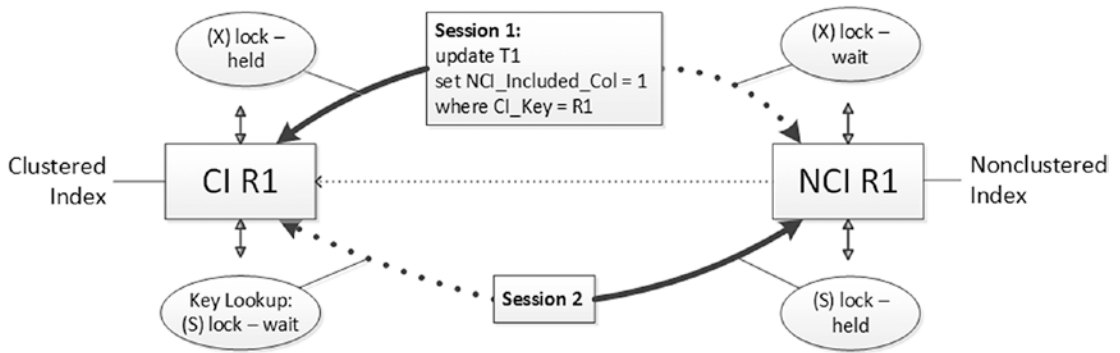 (X) lock –
held
Session 1:
update T1
set NCI_Included_Col = 1
where CI_Key = R1
(X) lock –
wait
Clustered
Index
CI R1
NCI R1
Nonclustered
Index
Key Lookup:
(S) lock – wait
Session 2
(S) lock –
held